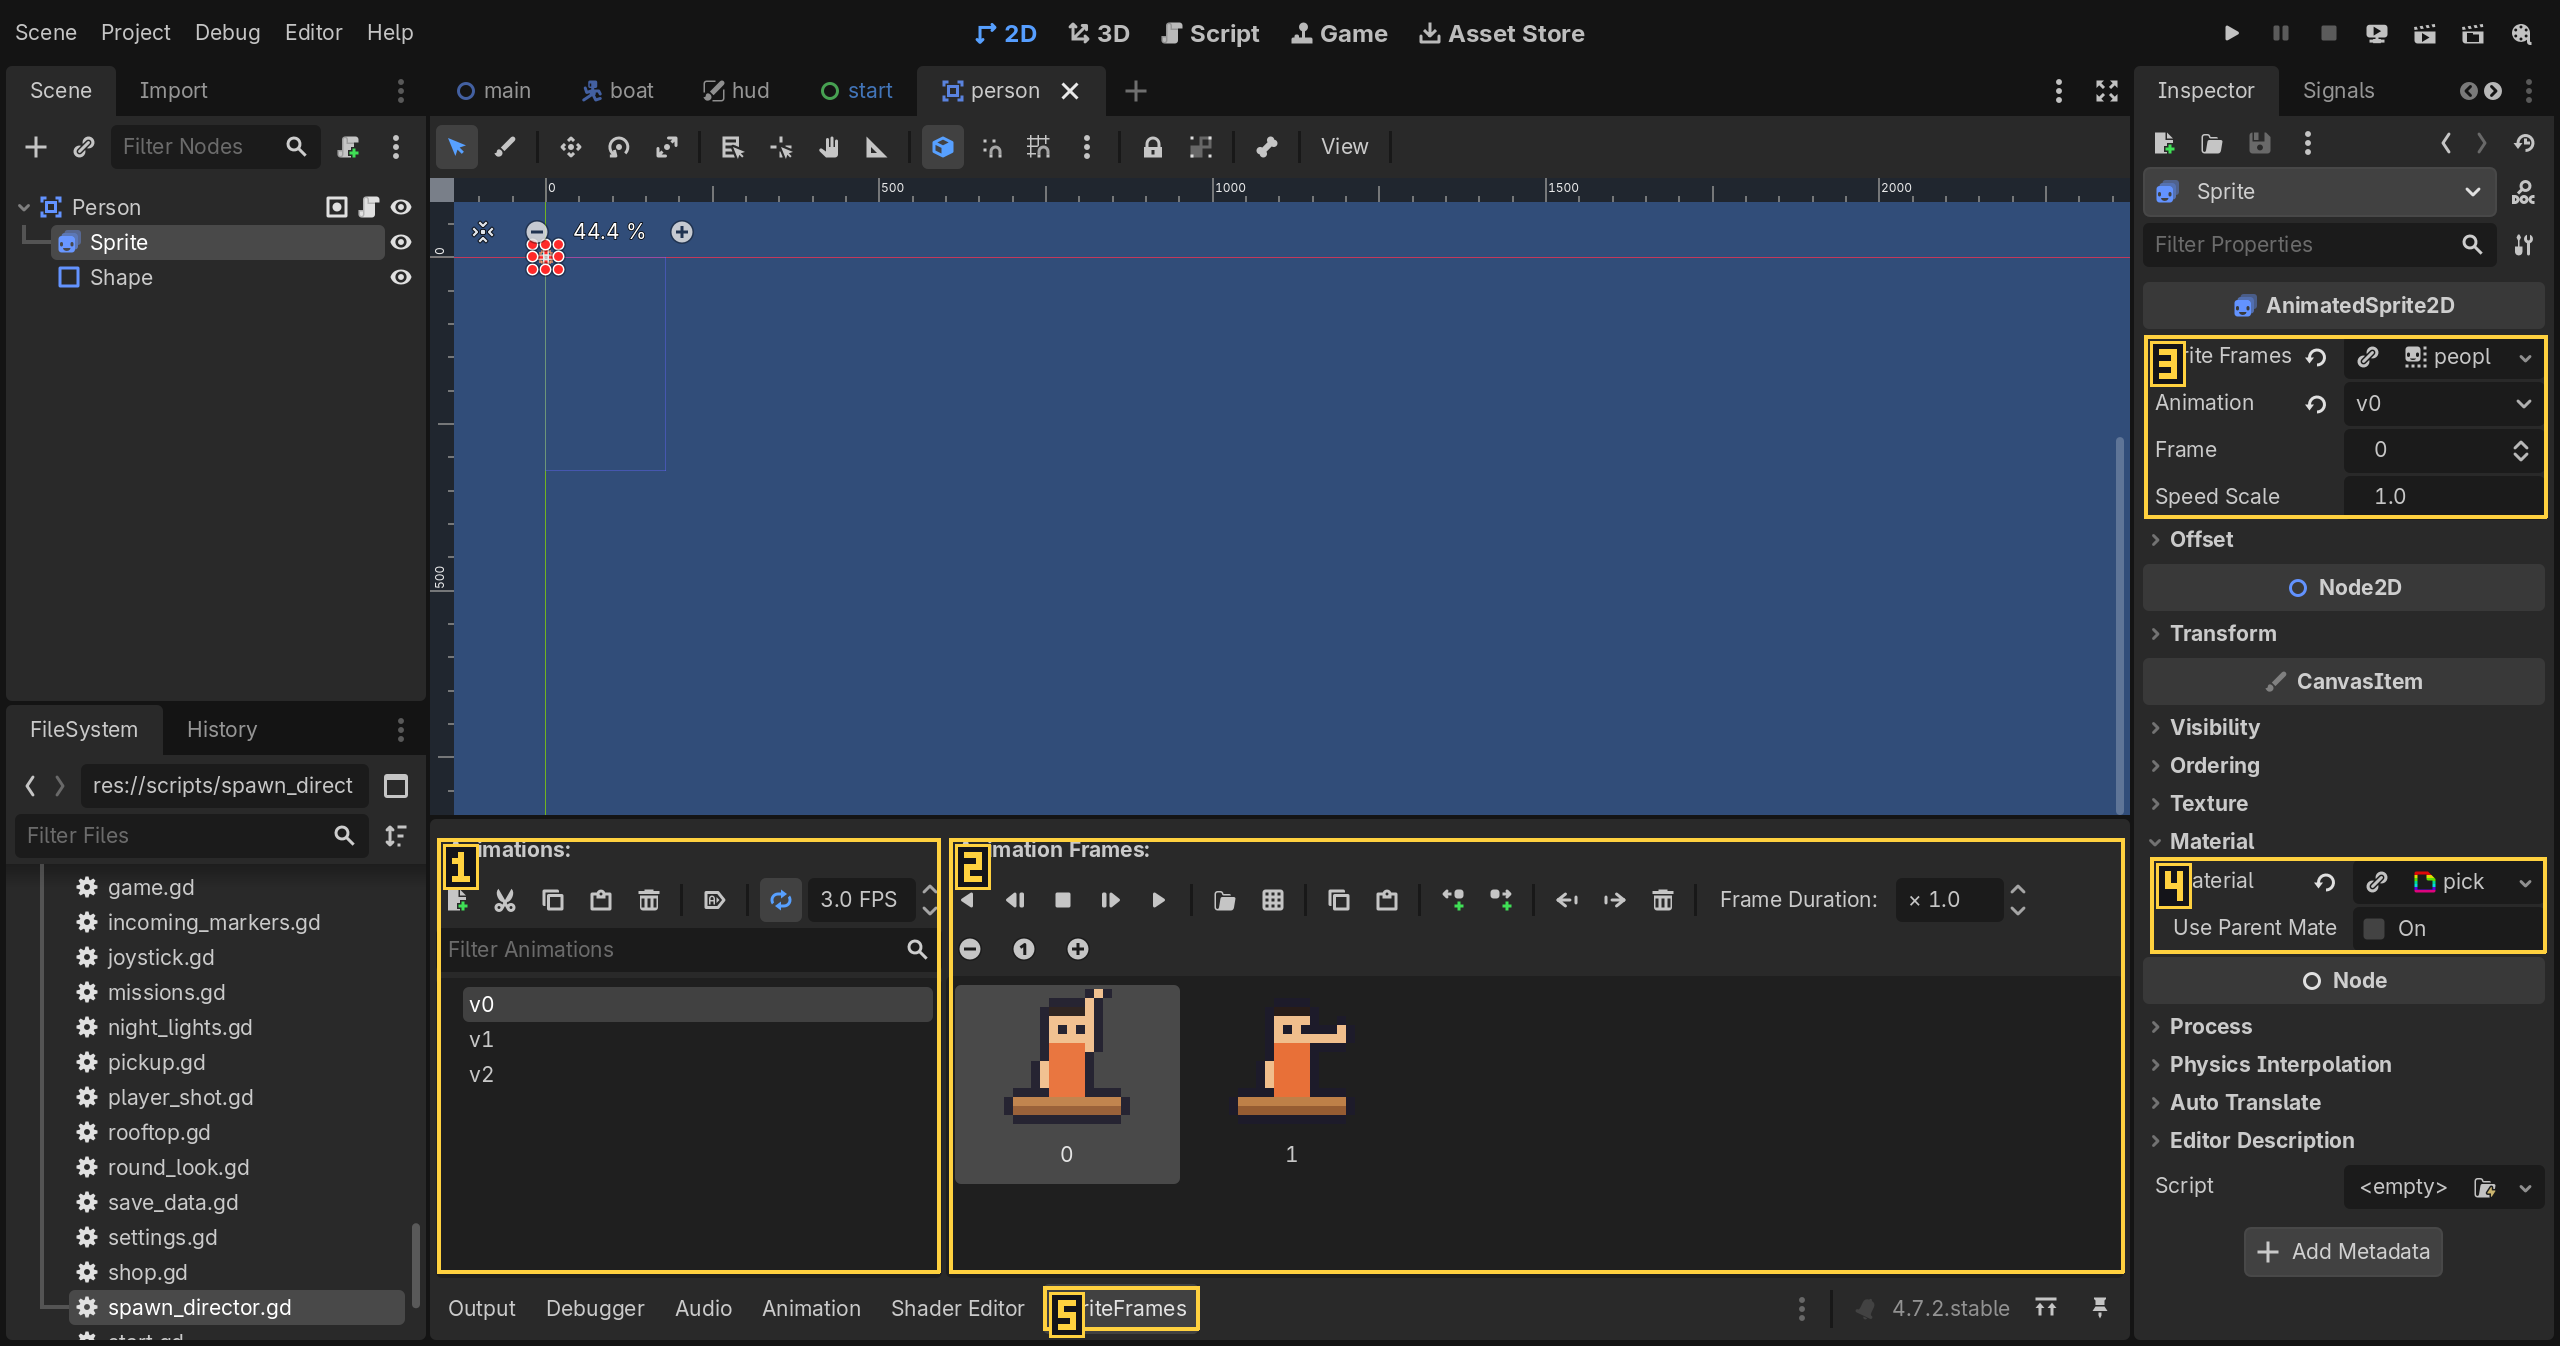 Scene Project Debug Editor Help
2D 3D Script Game Asset Store
Scene Import
main boat hud start person
Inspector Signals
Filter Nodes
View
Person
Sprite
Shape
0 500 1000 1500 2000
44.4 %
0
500
Sprite
DOC
Filter Properties
AnimatedSprite2D
3 rite Frames peopl
Animation v0
Frame 0
Speed Scale 1.0
Offset
Node2D
Transform
CanvasItem
Visibility
Ordering
Texture
Material
4 aterial pick
Use Parent Mate On
Node
Process
Physics Interpolation
Auto Translate
Editor Description
Script <empty>
Add Metadata
FileSystem History
res://scripts/spawn_direct
Filter Files
game.gd
incoming_markers.gd
joystick.gd
missions.gd
night_lights.gd
pickup.gd
player_shot.gd
rooftop.gd
round_look.gd
save_data.gd
settings.gd
shop.gd
spawn_director.gd
1 imations:
3.0 FPS
Filter Animations
v0
v1
v2
2 mation Frames:
Frame Duration: × 1.0
1
0 1
Output Debugger Audio Animation Shader Editor 5 riteFrames
4.7.2.stable